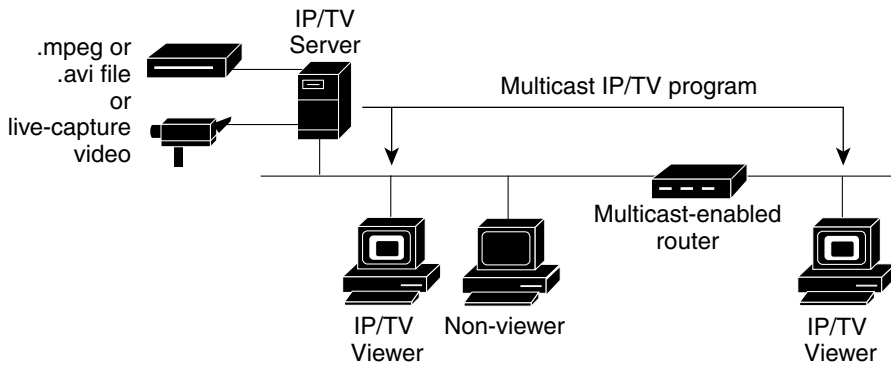 IP/TV
Server
.mpeg or
.avi file
or
live-capture
video
Multicast IP/TV program
Multicast-enabled
router
IP/TV
Viewer
Non-viewer
IP/TV
Viewer